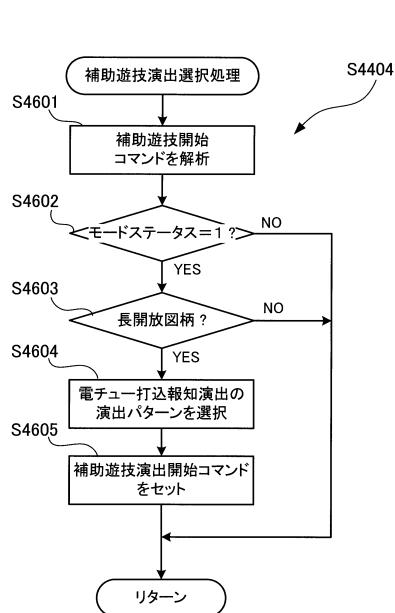 補助遊技演出選択処理
S4404
S4601
補助遊技開始
コマンドを解析
S4602
モードステータス＝1？
NO
YES
S4603
長開放図柄？
NO
YES
S4604
電チュー打込報知演出の
演出パターンを選択
S4605
補助遊技演出開始コマンド
をセット
リターン